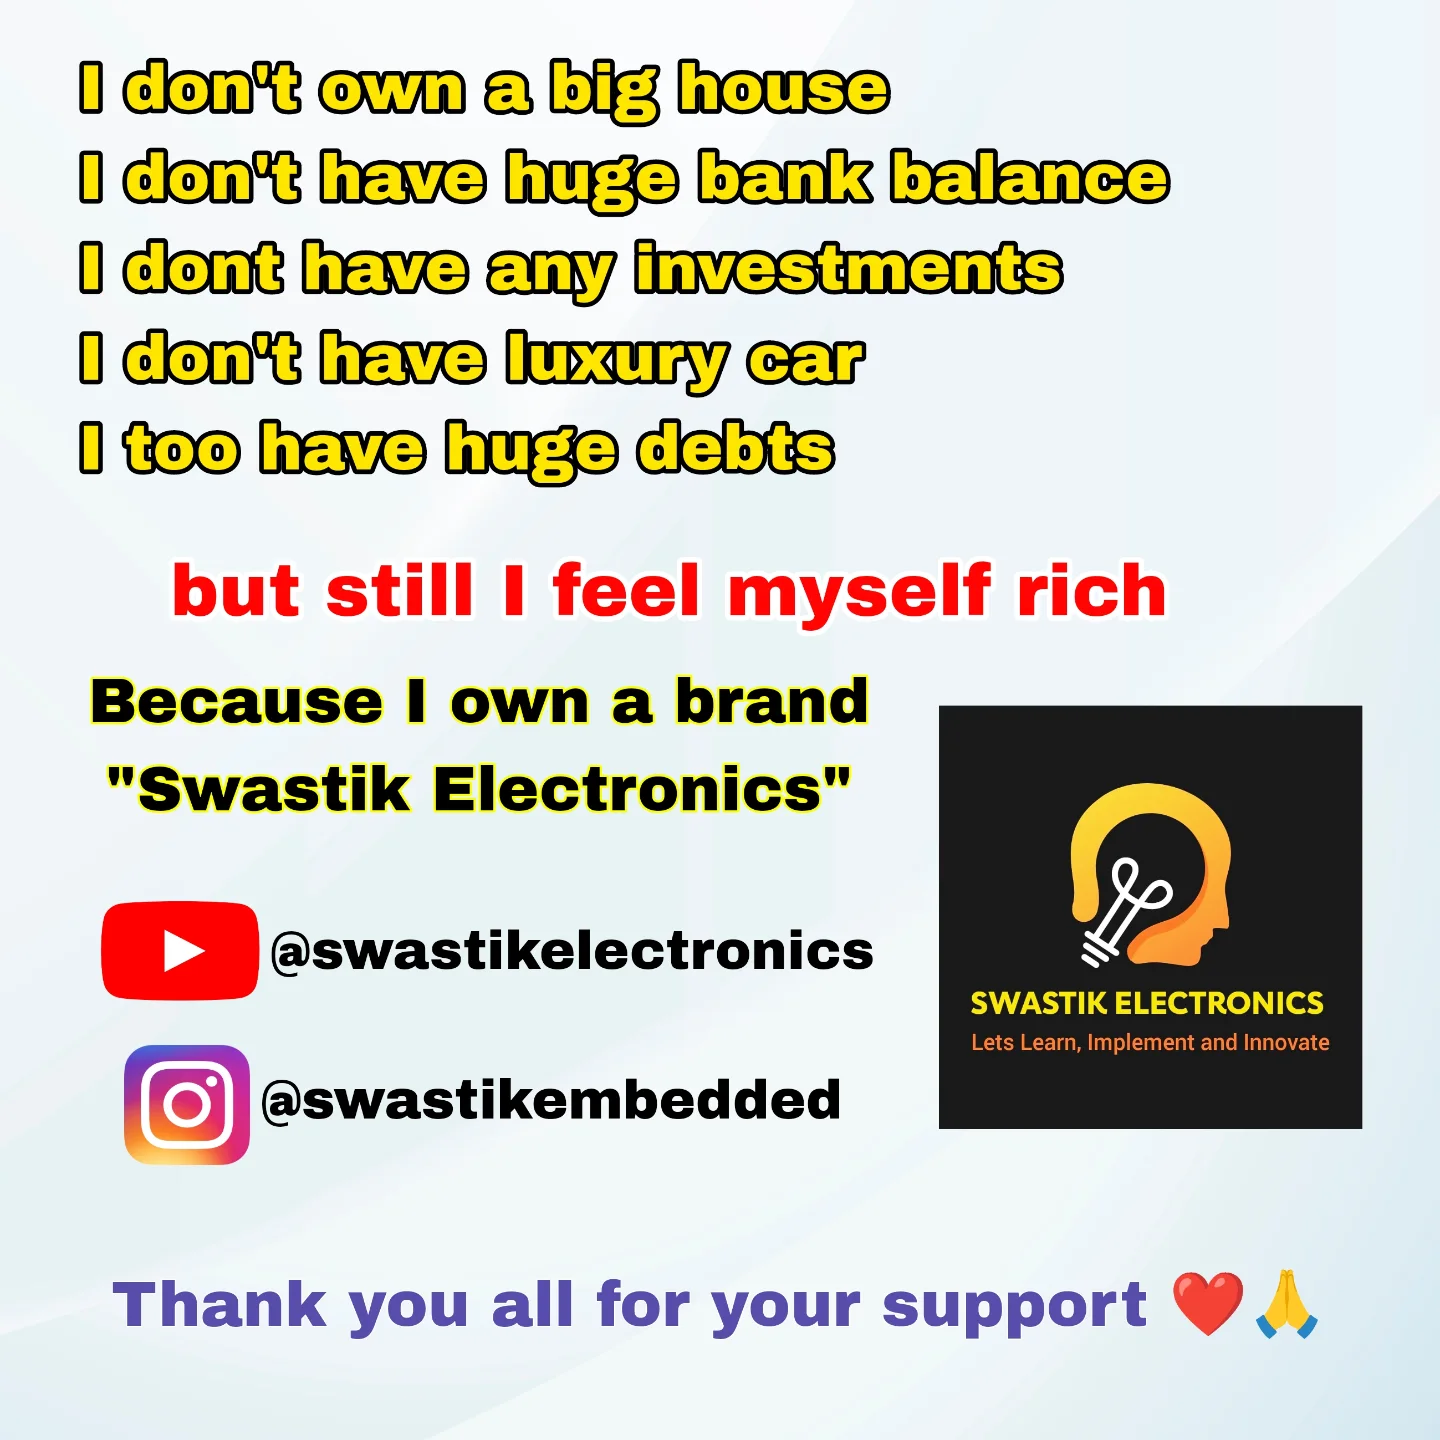 I don't own a big house
I don't have huge bank balance
I dont have any investments
I don't have luxury car
I too have huge debts
but still I feel myself rich
Because I own a brand
"Swastik Electronics"
@swastikelectronics
@swastikembedded
SWASTIK ELECTRONICS
Lets Learn, Implement and Innovate
Thank you all for your support ❤️🙏